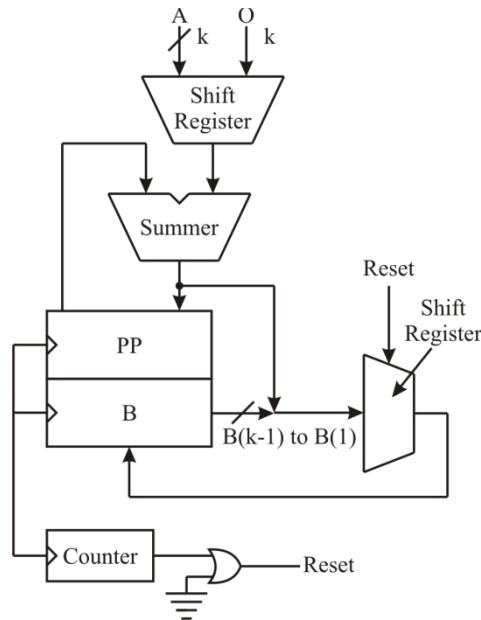 A O
k k
Shift
Register
Summer
Reset
Shift
Register
PP
B
B(k-1) to B(1)
Counter
Reset